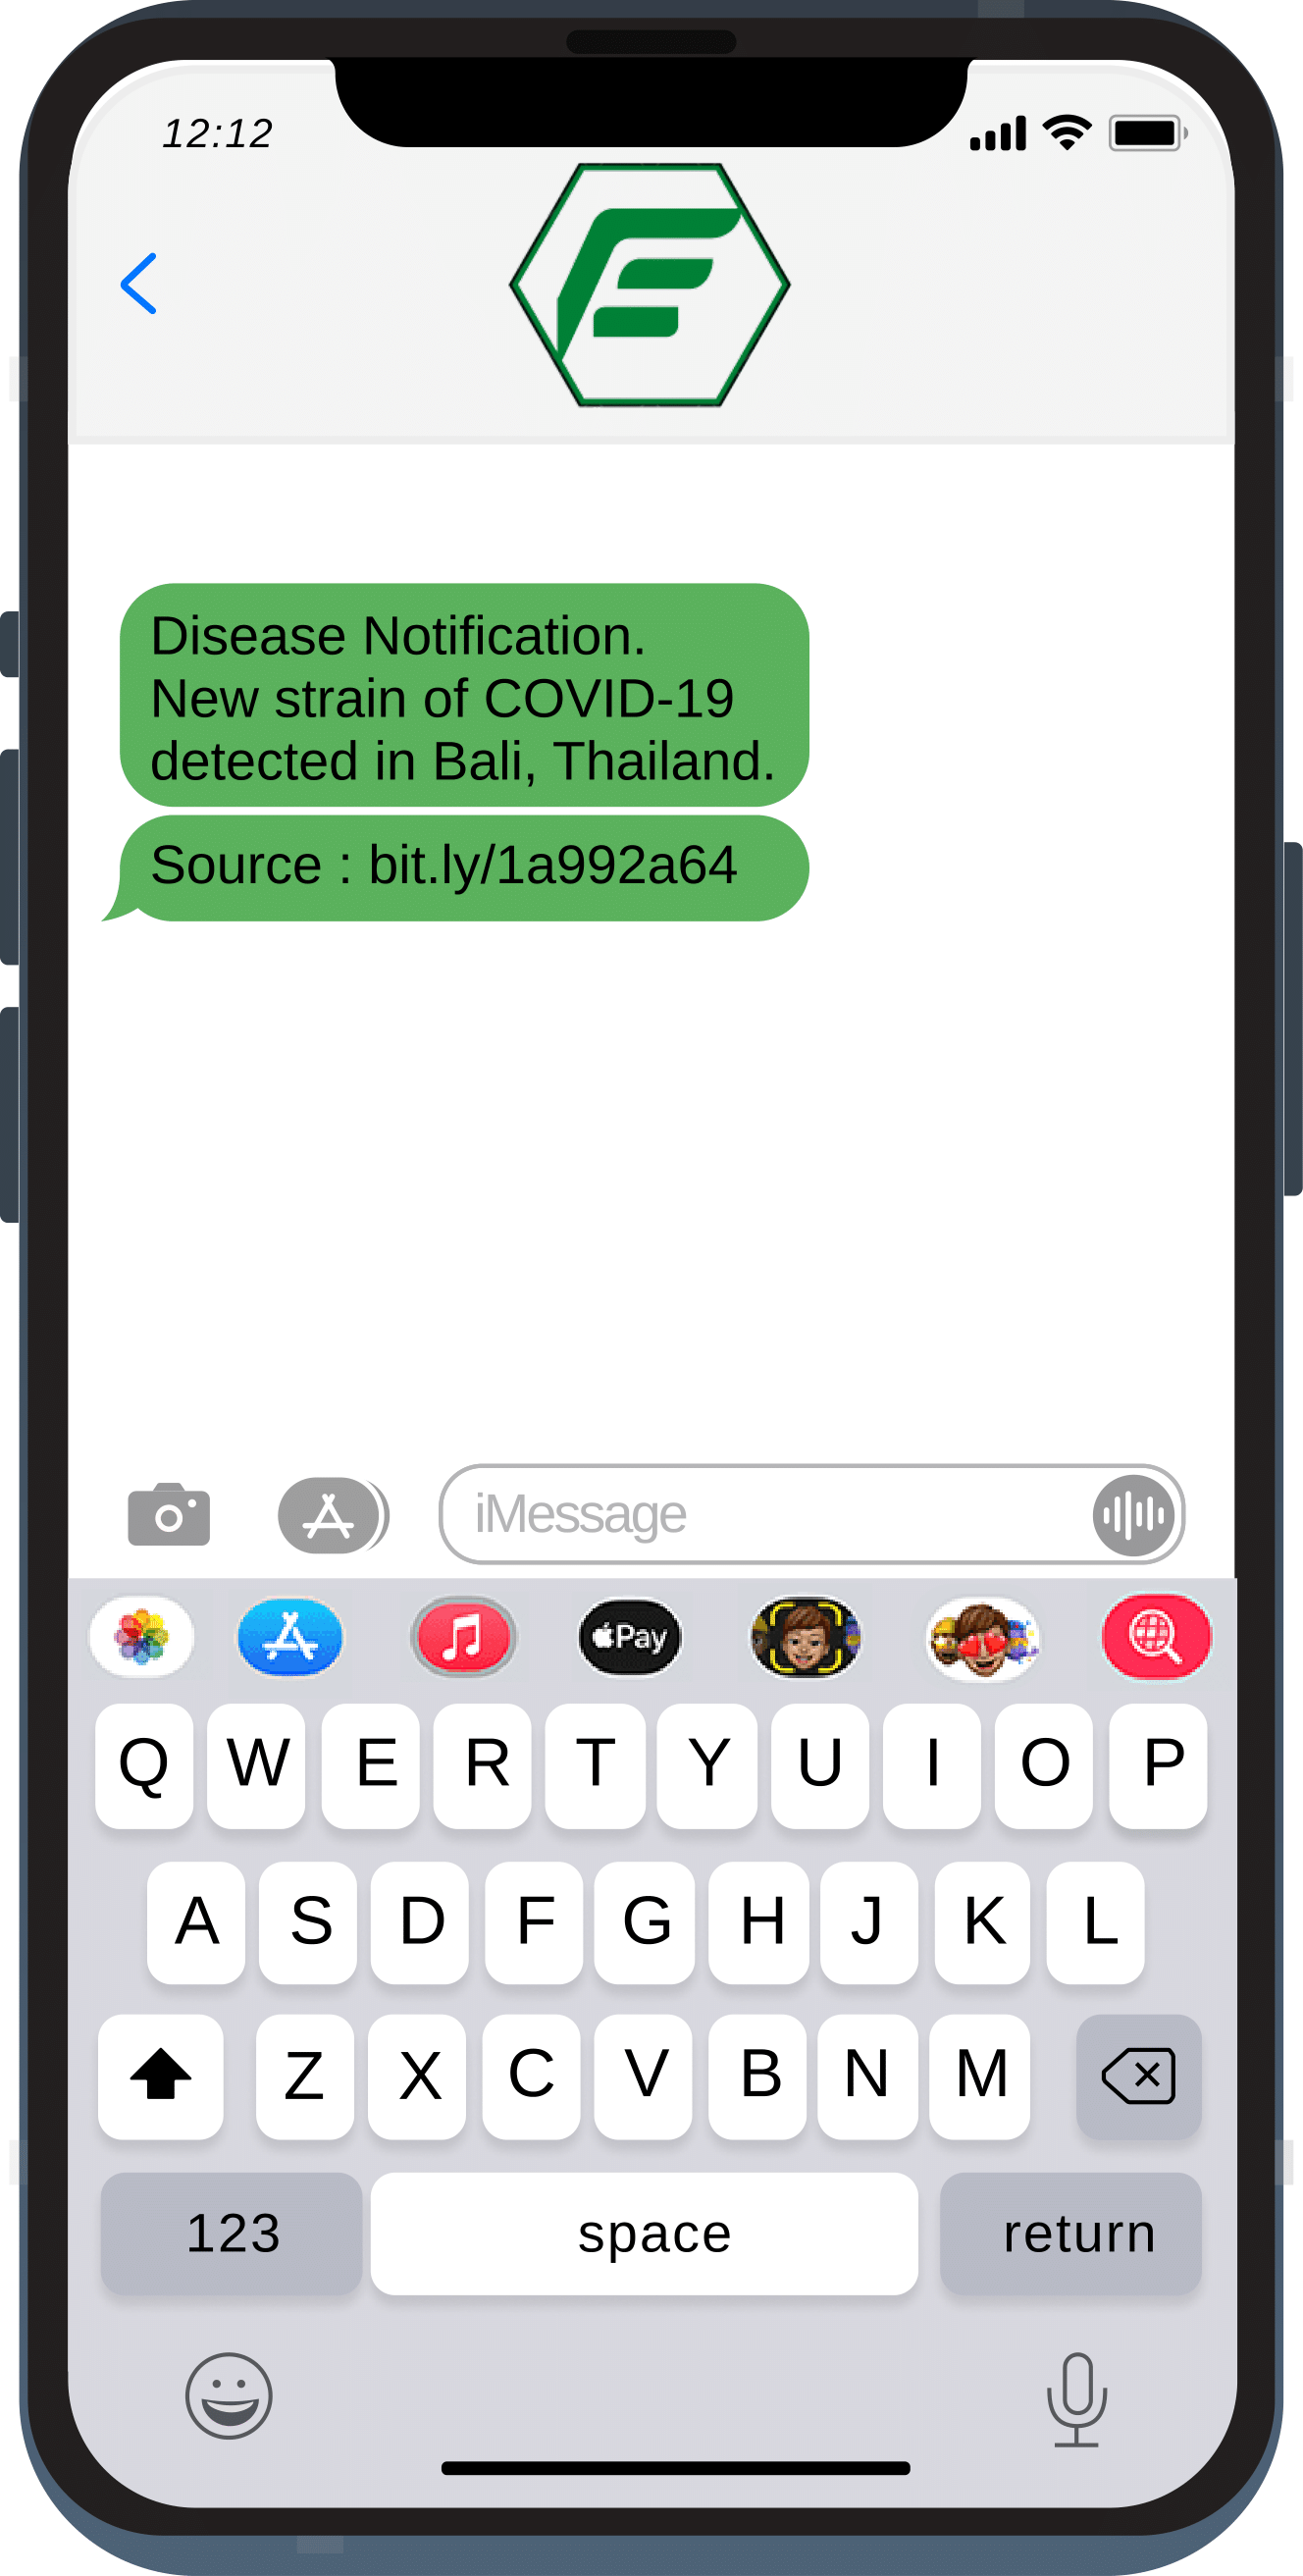 12:12
Disease Notification.
New strain of COVID-19
detected in Bali, Thailand.
Source : bit.ly/1a992a64
iMessage
Pay
Q W E R T Y U I O P
A S D F G H J K L
Z X C V B N M
123 space return